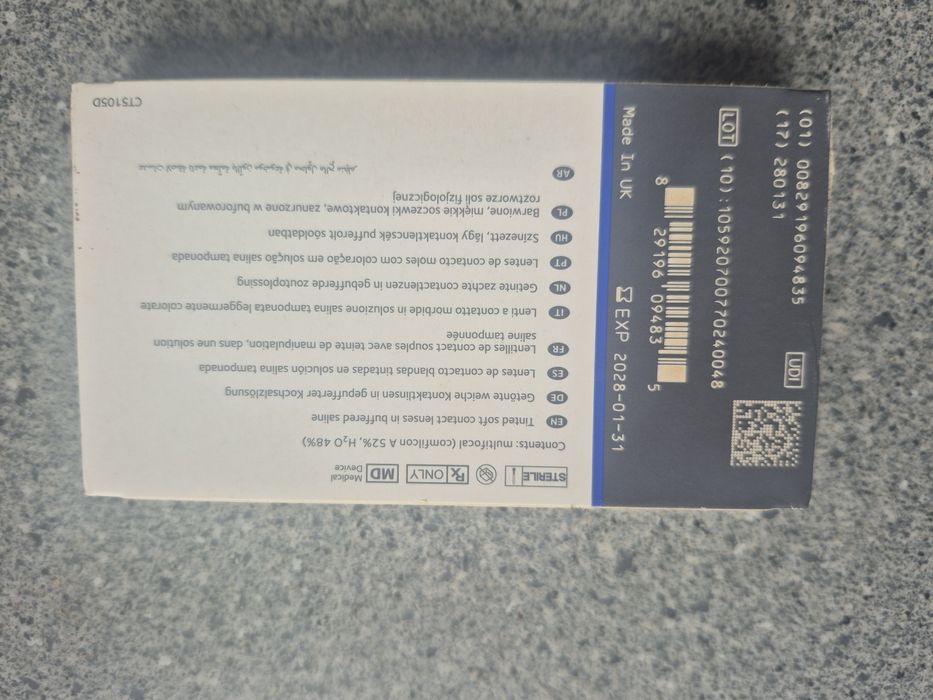 STERILE
Rx ONLY
MD
Medical
Device
Contents: multifocal (comfilcon A 52%, H₂O 48%)
EN Tinted soft contact lenses in buffered saline
DE Getönte weiche Kontaktlinsen in gepufferter Kochsalzlösung
ES Lentes de contacto blandas tintadas en solución salina tamponada
FR Lentilles de contact souples avec teinte de manipulation, dans une solution
saline tamponnée
IT Lenti a contatto morbide in soluzione salina tamponata leggermente colorate
NL Getinte zachte contactlenzen in gebufferde zoutoplossing
PT Lentes de contacto moles com coloração em solução salina tamponada
HU Színezett, lágy kontaktlencsék pufferolt sóoldatban
PL Barwione, miękkie soczewki kontaktowe, zanurzone w buforowanym
roztworze soli fizjologicznej
AR
CTS105D
(01) 00829196094835
(17) 280131
UDI
LOT (10):105920700770240048
8 29196 09483 5
Made In UK
EXP 2028-01-31